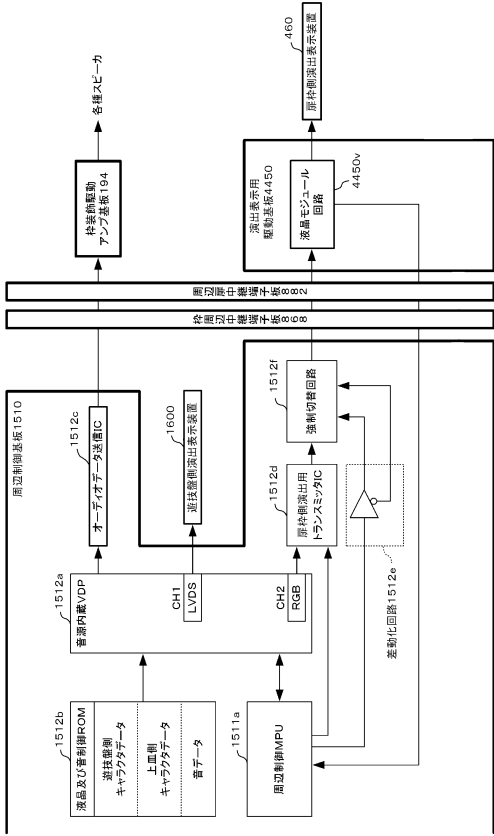 周辺制御基板1510
1512b
液晶及び音制御ROM
遊技盤側
キャラクタデータ
上皿側
キャラクタデータ
音データ
1512a
音源内蔵VDP
CH1
LVDS
CH2
RGB
1511a
周辺制御MPU
1512c
オーディオデータ送信IC
1600
遊技盤側演出表示装置
1512d
扉枠側演出用
トランスミッタIC
1512f
強制切替回路
差動化回路1512e
枠周辺中継端子板868
周辺扉中継端子板882
枠装飾駆動
アンプ基板194
各種スピーカ
演出表示用
駆動基板4450
液晶モジュール
回路
4450v
460
扉枠側演出表示装置